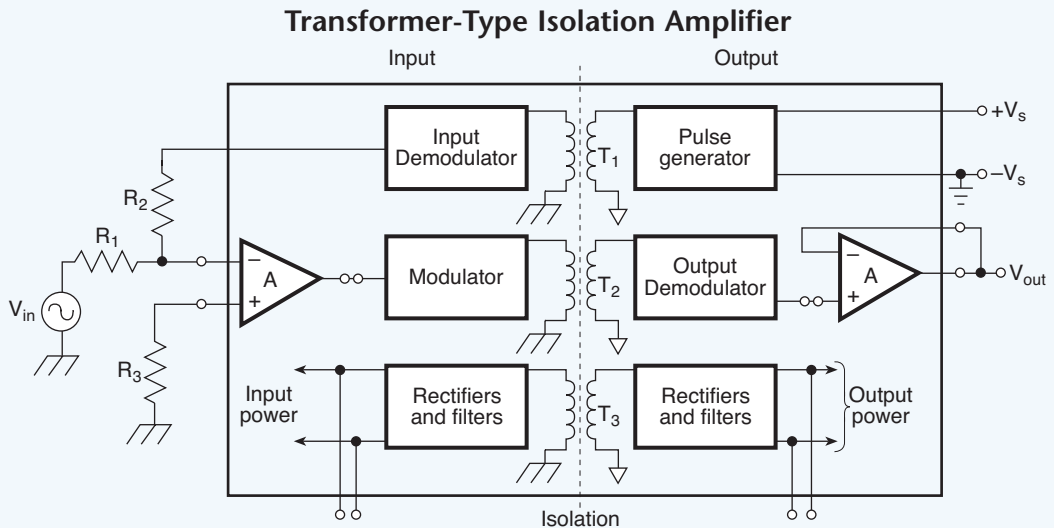 Transformer-Type Isolation Amplifier
Input
Output
Input
Demodulator
T1
Pulse
generator
+Vs
−Vs
R2
R1
Vin
R3
−
A
+
Modulator
T2
Output
Demodulator
−
A
+
Vout
Input
power
Rectifiers
and filters
T3
Rectifiers
and filters
Output
power
Isolation